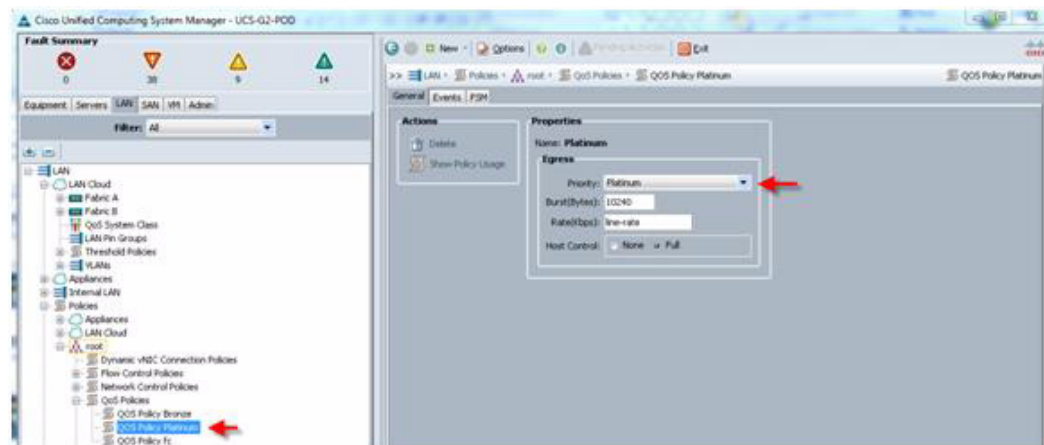 Cisco Unified Computing System Manager - UCS-G2-POD
Fault Summary
0 38 9 14
Equipment Servers LAN SAN VM Admin
Filter: All
LAN
LAN Cloud
Fabric A
Fabric B
QoS System Class
LAN Pin Groups
Threshold Policies
VLANs
Appliances
Internal LAN
Policies
Appliances
LAN Cloud
root
Dynamic vNIC Connection Policies
Flow Control Policies
Network Control Policies
QoS Policies
QOS Policy Bronze
QOS Policy Platinum
QOS Policy fc
New Options Exit
>> LAN Policies root QoS Policies QOS Policy Platinum QOS Policy Platinum
General Events FSM
Actions
Delete
Show Policy Usage
Properties
Name: Platinum
Egress
Priority: Platinum
Burst(Bytes): 10240
Rate(Kbps): line-rate
Host Control: None Full